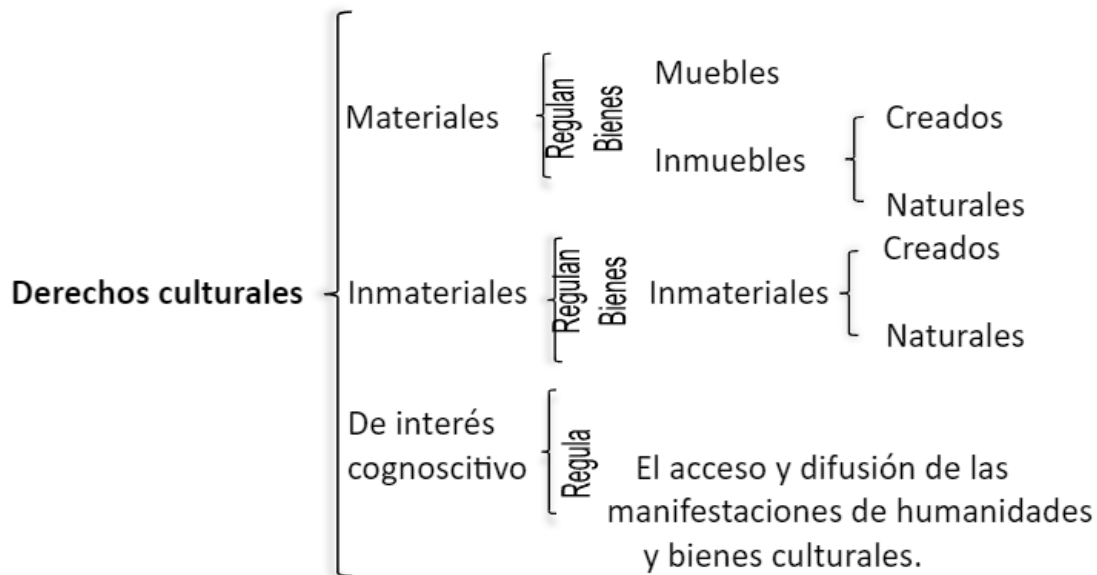 Derechos culturales
Materiales
Regulan
Bienes
Muebles
Inmuebles
Creados
Naturales
Inmateriales
Regulan
Bienes
Inmateriales
Creados
Naturales
De interés
cognoscitivo
Regula
El acceso y difusión de las
manifestaciones de humanidades
y bienes culturales.